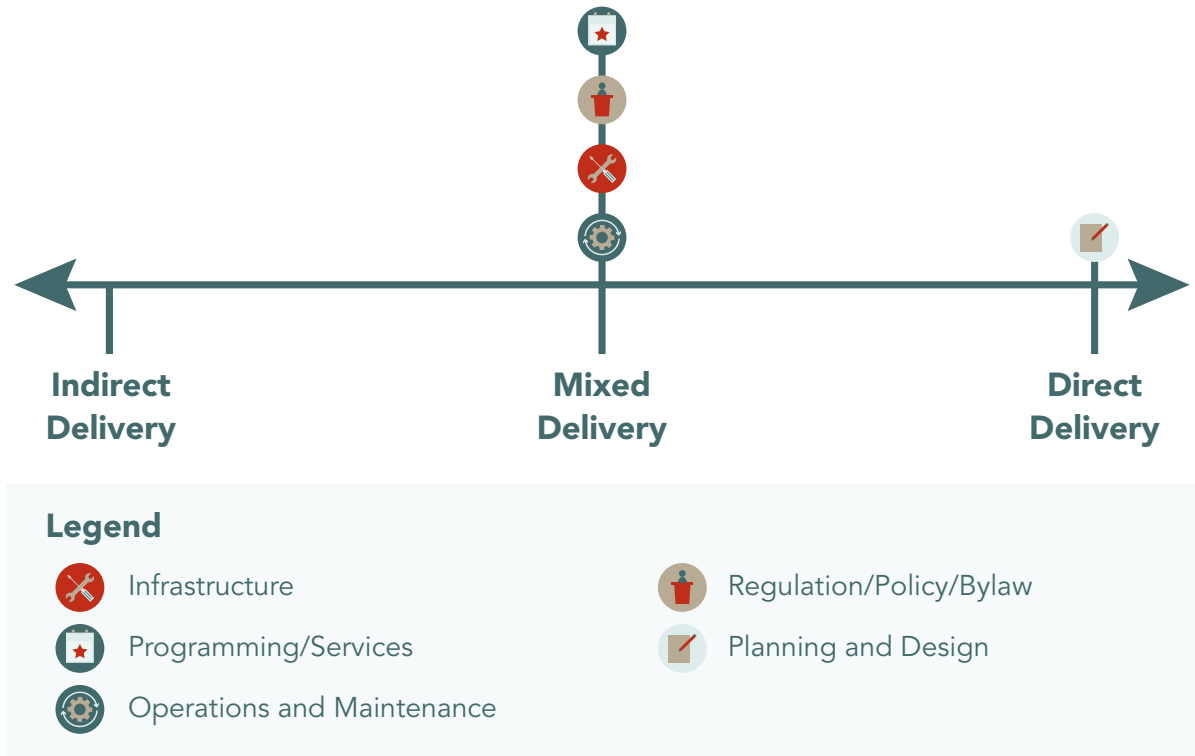 Indirect
Delivery
Mixed
Delivery
Direct
Delivery
Legend
Infrastructure
Programming/Services
Operations and Maintenance
Regulation/Policy/Bylaw
Planning and Design